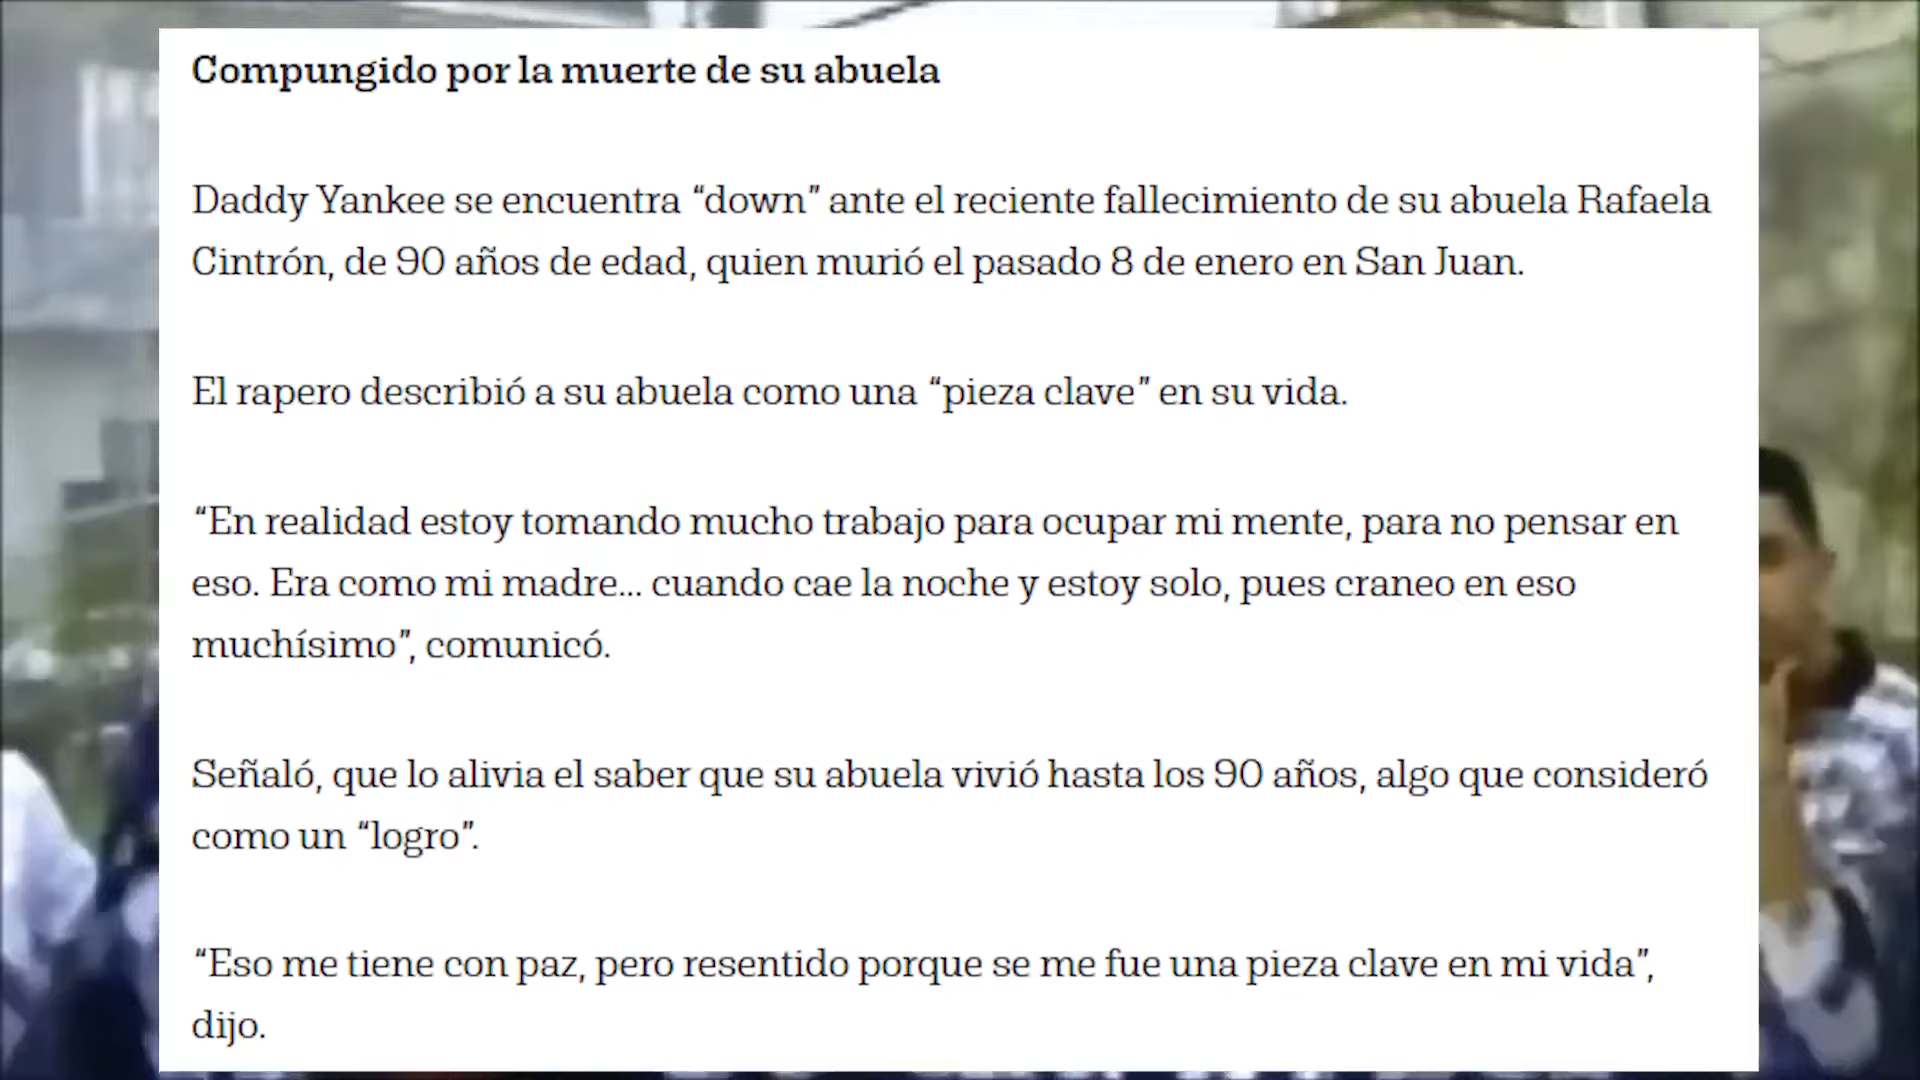 Compungido por la muerte de su abuela
Daddy Yankee se encuentra “down” ante el reciente fallecimiento de su abuela Rafaela
Cintrón, de 90 años de edad, quien murió el pasado 8 de enero en San Juan.
El rapero describió a su abuela como una “pieza clave” en su vida.
“En realidad estoy tomando mucho trabajo para ocupar mi mente, para no pensar en
eso. Era como mi madre... cuando cae la noche y estoy solo, pues craneo en eso
muchísimo”, comunicó.
Señaló, que lo alivia el saber que su abuela vivió hasta los 90 años, algo que consideró
como un “logro”.
“Eso me tiene con paz, pero resentido porque se me fue una pieza clave en mi vida”,
dijo.